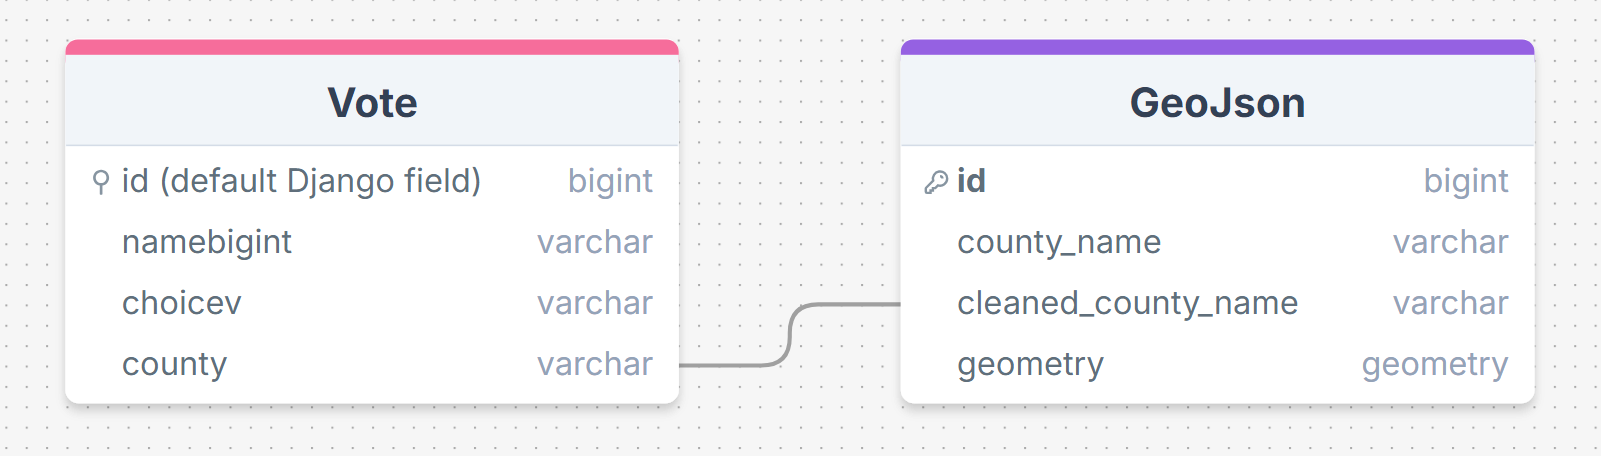 Vote
id (default Django field) bigint
namebigint varchar
choicev varchar
county varchar
GeoJson
id bigint
county_name varchar
cleaned_county_name varchar
geometry geometry